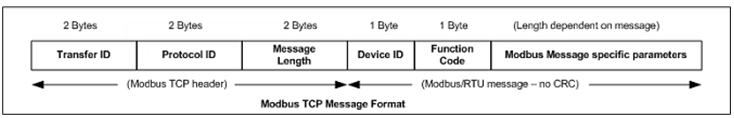 2 Bytes 2 Bytes 2 Bytes 1 Byte 1 Byte (Length dependent on message)
Transfer ID Protocol ID Message Length Device ID Function Code Modbus Message specific parameters
(Modbus TCP header) (Modbus/RTU message – no CRC)
Modbus TCP Message Format